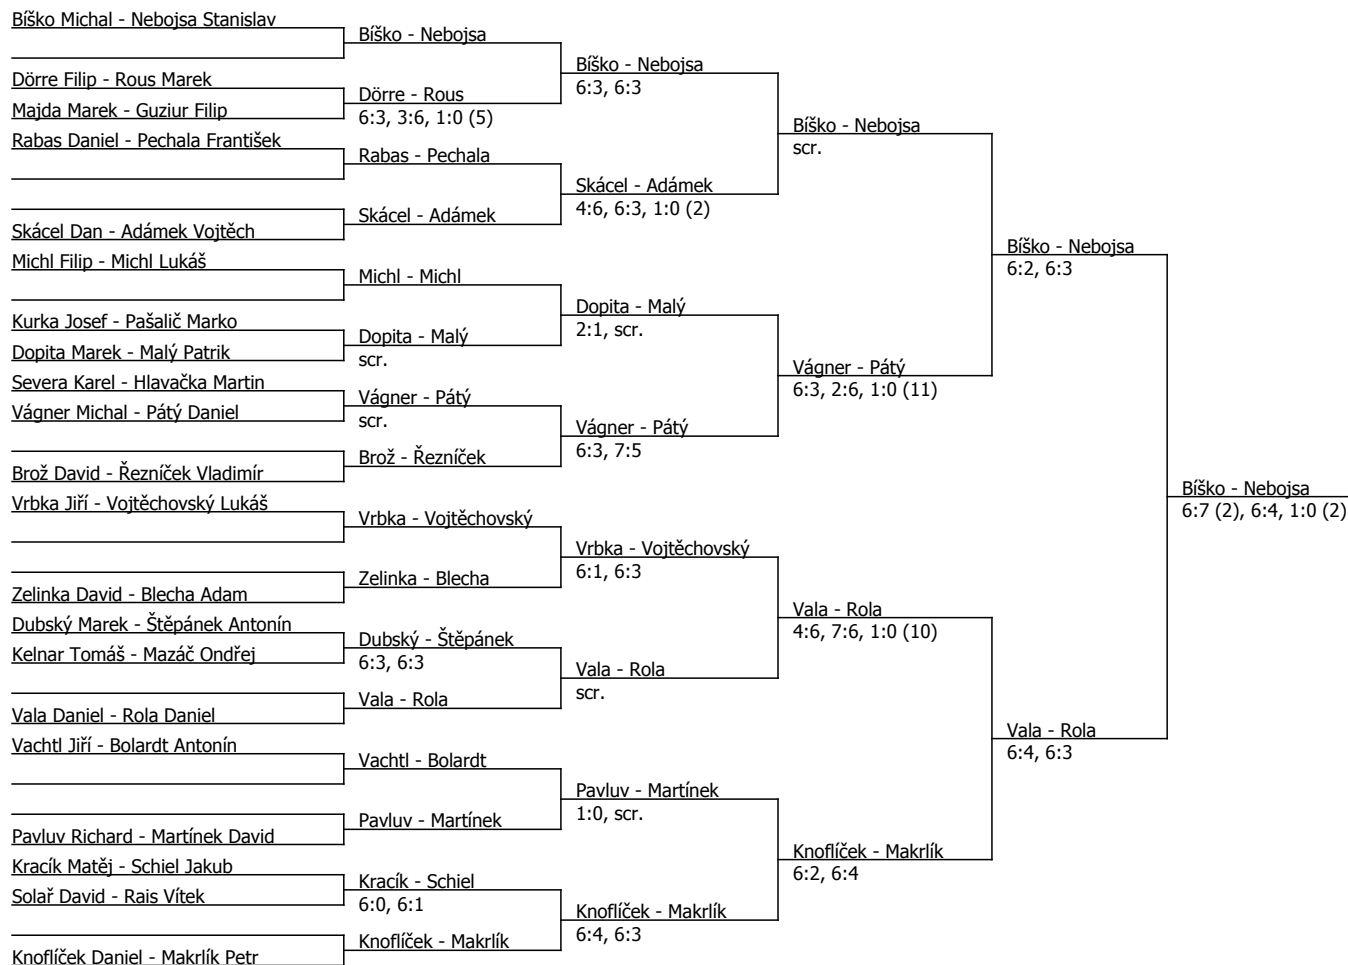 Bíško Michal - Nebojsa Stanislav
Dörre Filip - Rous Marek
Majda Marek - Guziur Filip
Rabas Daniel - Pechala František
Skácel Dan - Adámek Vojtěch
Michl Filip - Michl Lukáš
Kurka Josef - Pašalič Marko
Dopita Marek - Malý Patrik
Severa Karel - Hlavačka Martin
Vágner Michal - Pátý Daniel
Brož David - Řezníček Vladimír
Vrbka Jiří - Vojtěchovský Lukáš
Zelinka David - Blecha Adam
Dubský Marek - Štěpánek Antonín
Kelnar Tomáš - Mazáč Ondřej
Vala Daniel - Rola Daniel
Vachtl Jiří - Bolardt Antonín
Pavluv Richard - Martínek David
Kracík Matěj - Schiel Jakub
Solař David - Rais Vítek
Knoflíček Daniel - Makrlík Petr
Bíško - Nebojsa
Dörre - Rous
6:3, 3:6, 1:0 (5)
Rabas - Pechala
Skácel - Adámek
Michl - Michl
Dopita - Malý
scr.
Vágner - Pátý
scr.
Brož - Řezníček
Vrbka - Vojtěchovský
Zelinka - Blecha
Dubský - Štěpánek
6:3, 6:3
Vala - Rola
Vachtl - Bolardt
Pavluv - Martínek
Kracík - Schiel
6:0, 6:1
Knoflíček - Makrlík
Bíško - Nebojsa
6:3, 6:3
Skácel - Adámek
4:6, 6:3, 1:0 (2)
Dopita - Malý
2:1, scr.
Vágner - Pátý
6:3, 7:5
Vrbka - Vojtěchovský
6:1, 6:3
Vala - Rola
scr.
Pavluv - Martínek
1:0, scr.
Knoflíček - Makrlík
6:4, 6:3
Bíško - Nebojsa
scr.
Vágner - Pátý
6:3, 2:6, 1:0 (11)
Vala - Rola
4:6, 7:6, 1:0 (10)
Knoflíček - Makrlík
6:2, 6:4
Bíško - Nebojsa
6:2, 6:3
Vala - Rola
6:4, 6:3
Bíško - Nebojsa
6:7 (2), 6:4, 1:0 (2)